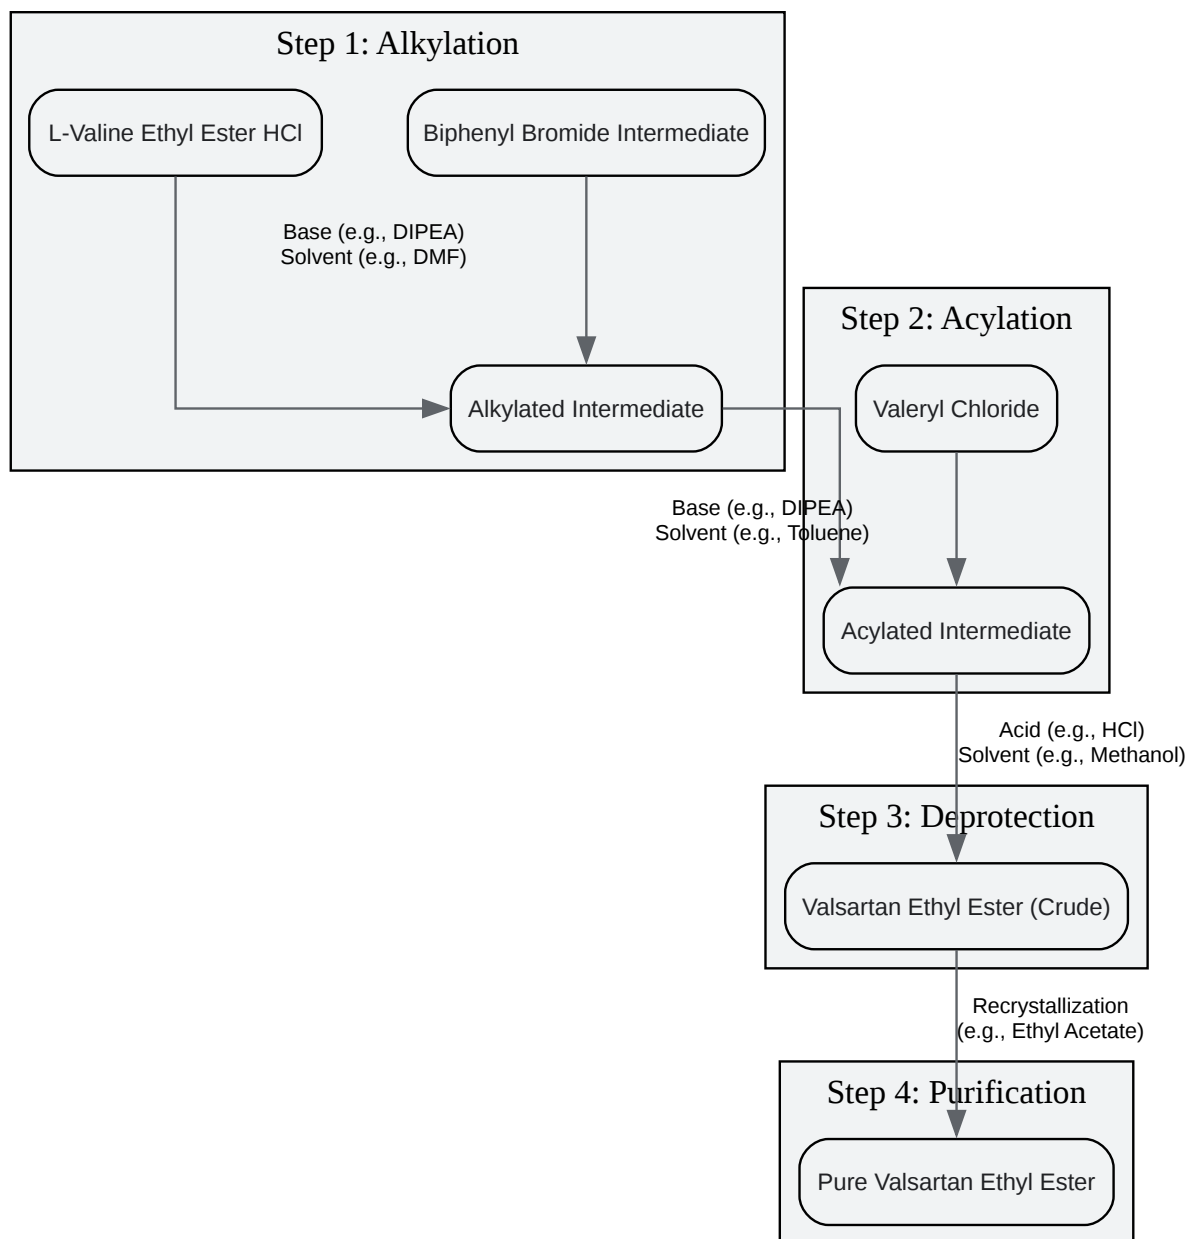 Step 1: Alkylation
L-Valine Ethyl Ester HCl
Biphenyl Bromide Intermediate
Base (e.g., DIPEA)
Solvent (e.g., DMF)
Alkylated Intermediate
Step 2: Acylation
Valeryl Chloride
Base (e.g., DIPEA)
Solvent (e.g., Toluene)
Acylated Intermediate
Acid (e.g., HCl)
Solvent (e.g., Methanol)
Step 3: Deprotection
Valsartan Ethyl Ester (Crude)
Recrystallization
(e.g., Ethyl Acetate)
Step 4: Purification
Pure Valsartan Ethyl Ester